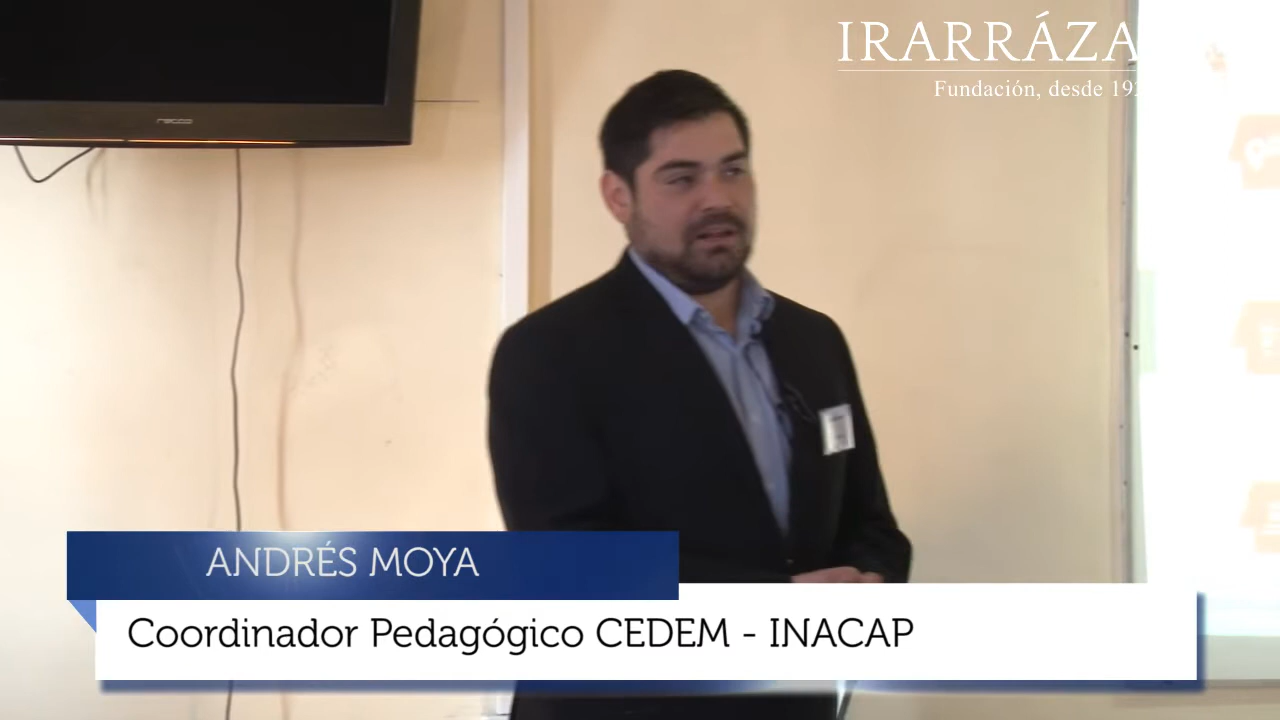 IRARRÁZA
Fundación, desde 19
ANDRÉS MOYA
Coordinador Pedagógico CEDEM - INACAP